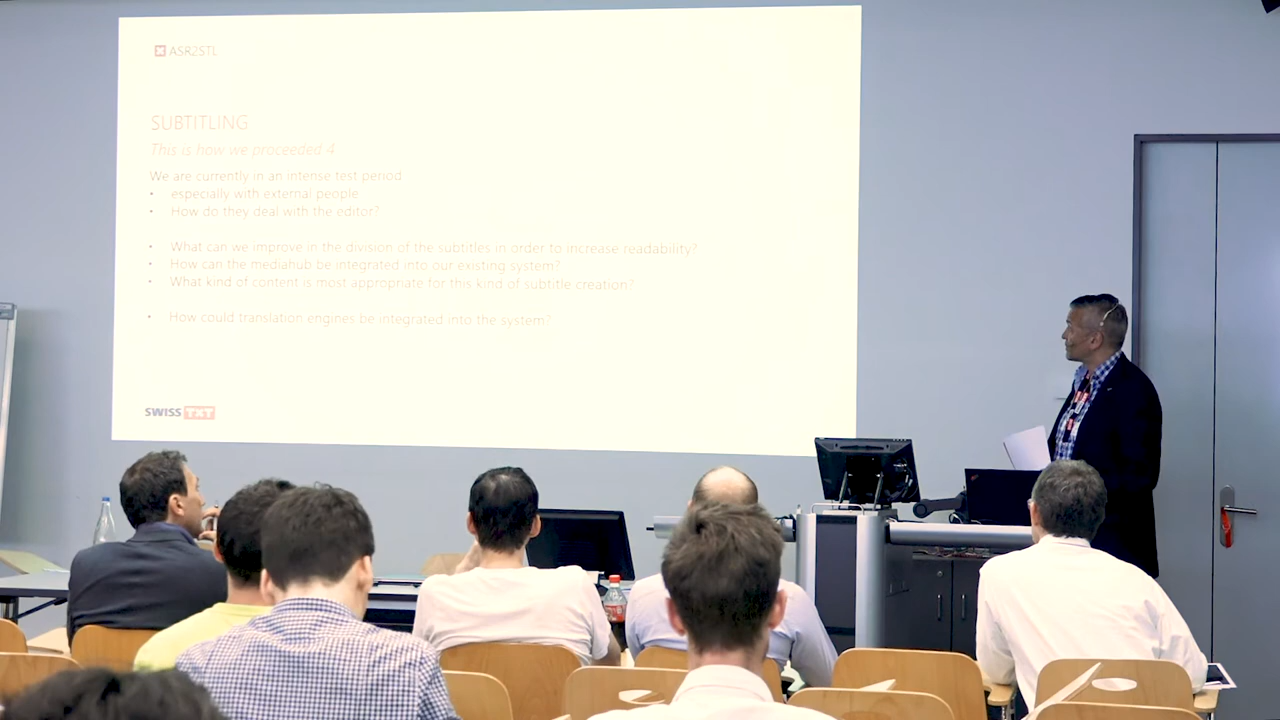 ASR2STL
SUBTITLING
This is how we proceeded 4
We are currently in an intense test period
• especially with external people
• How do they deal with the editor?
• What can we improve in the division of the subtitles in order to increase readability?
• How can the mediahub be integrated into our existing system?
• What kind of content is most appropriate for this kind of subtitle creation?
• How could translation engines be integrated into the system?
SWISS TXT